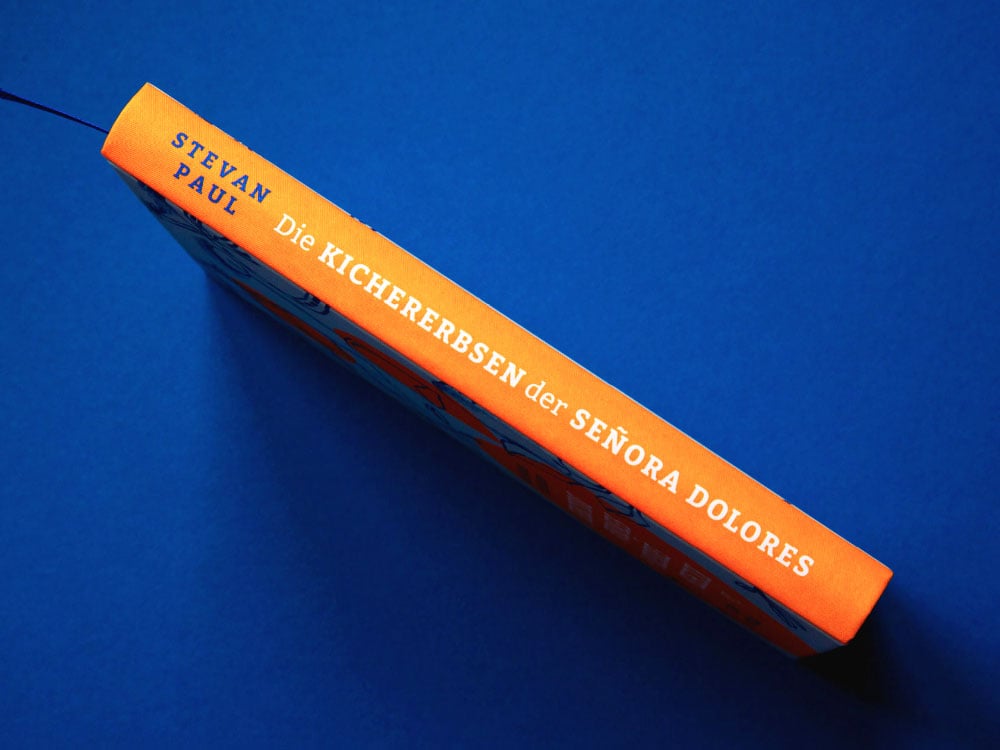 STEVAN
PAUL
Die KICHERERBSEN der SEÑORA DOLORES